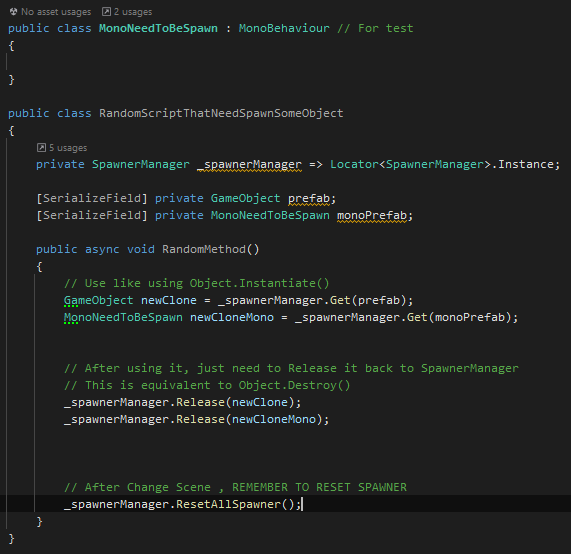 No asset usages 2 usages
public class MonoNeedToBeSpawn : MonoBehaviour // For test
{
}
public class RandomScriptThatNeedSpawnSomeObject
{
5 usages
private SpawnerManager _spawnerManager => Locator<SpawnerManager>.Instance;
[SerializeField] private GameObject prefab;
[SerializeField] private MonoNeedToBeSpawn monoPrefab;
public async void RandomMethod()
{
// Use like using Object.Instantiate()
GameObject newClone = _spawnerManager.Get(prefab);
MonoNeedToBeSpawn newCloneMono = _spawnerManager.Get(monoPrefab);
// After using it, just need to Release it back to SpawnerManager
// This is equivalent to Object.Destroy()
_spawnerManager.Release(newClone);
_spawnerManager.Release(newCloneMono);
// After Change Scene , REMEMBER TO RESET SPAWNER
_spawnerManager.ResetAllSpawner();
}
}